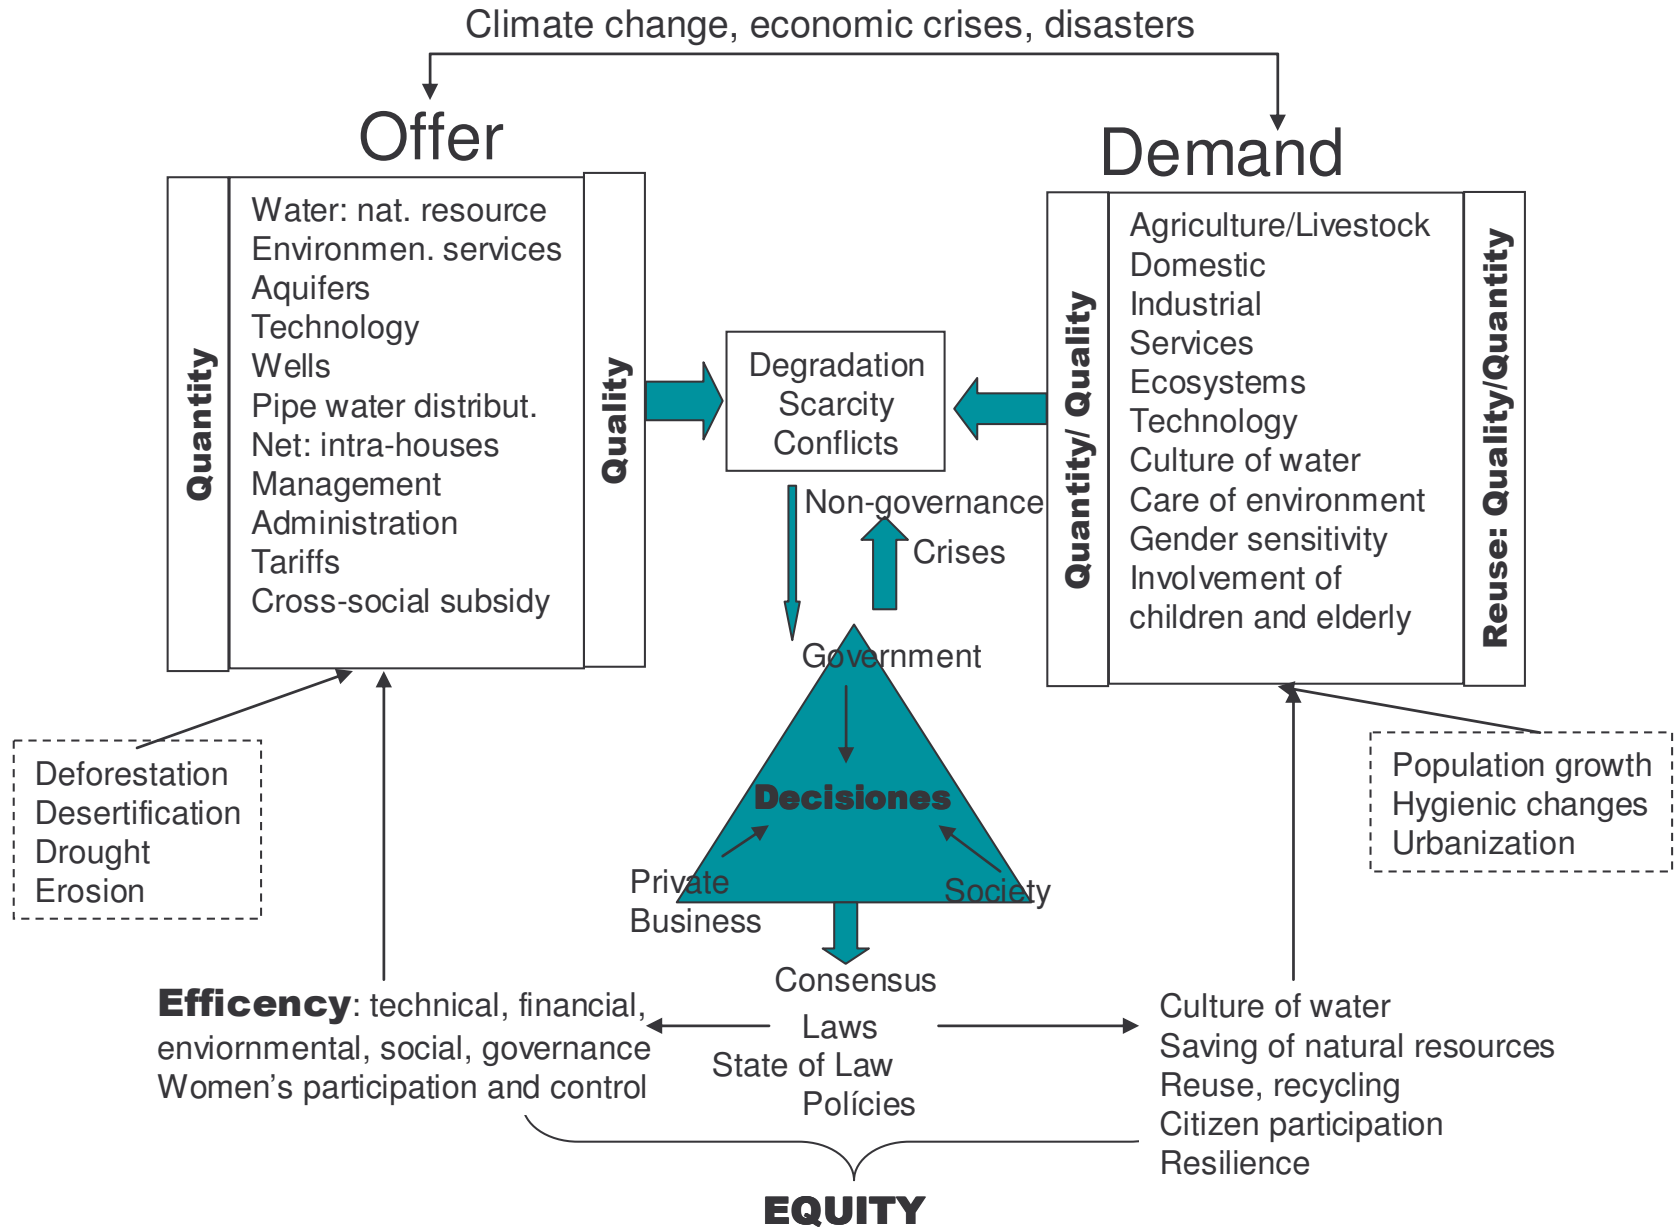 Climate change, economic crises, disasters
Offer
Demand
Quantity
Water: nat. resource
Environmen. services
Aquifers
Technology
Wells
Pipe water distribut.
Net: intra-houses
Management
Administration
Tariffs
Cross-social subsidy
Quality
Degradation
Scarcity
Conflicts
Non-governance
Crises
Quantity/ Quality
Agriculture/Livestock
Domestic
Industrial
Services
Ecosystems
Technology
Culture of water
Care of environment
Gender sensitivity
Involvement of
children and elderly
Reuse: Quality/Quantity
Deforestation
Desertification
Drought
Erosion
Government
Decisiones
Private
Business
Society
Population growth
Hygienic changes
Urbanization
Efficency: technical, financial,
enviornmental, social, governance
Women's participation and control
Consensus
Laws
State of Law
Polícies
Culture of water
Saving of natural resources
Reuse, recycling
Citizen participation
Resilience
EQUITY